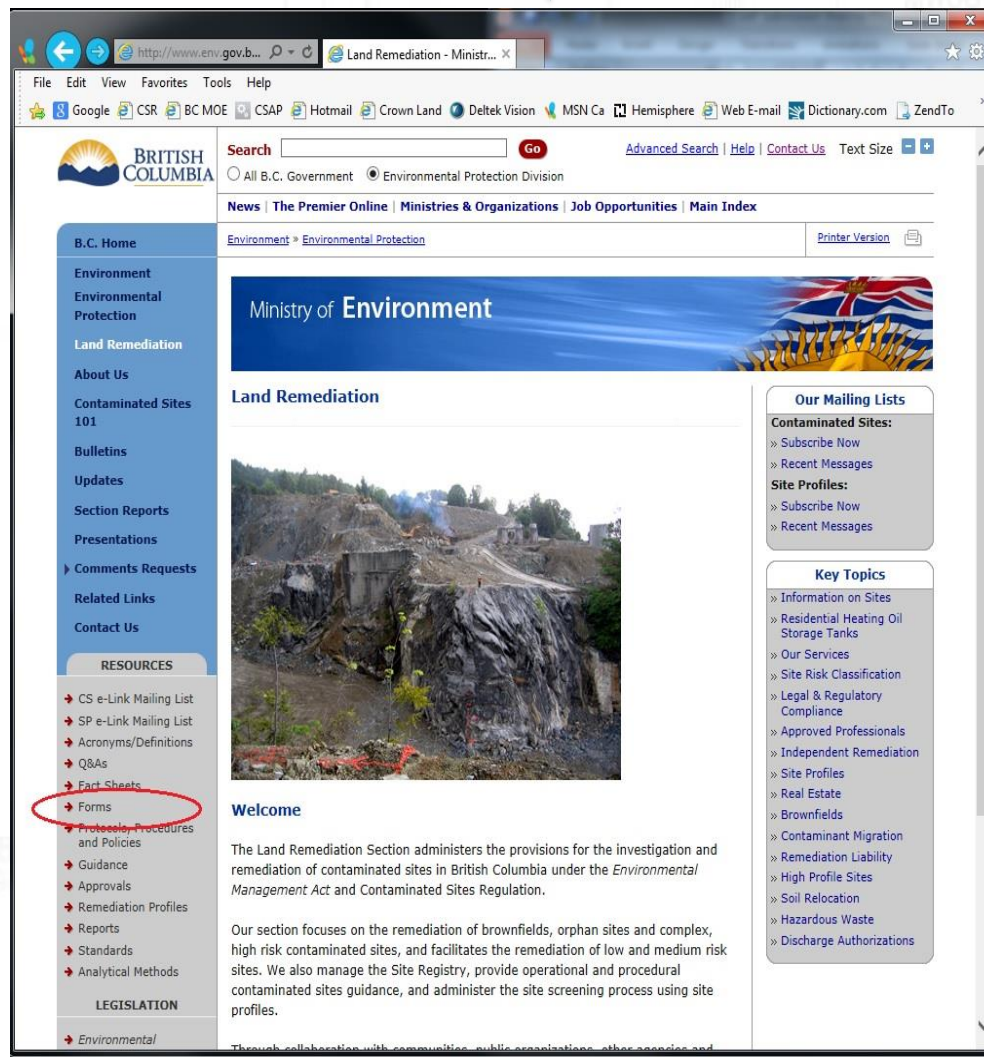 http://www.env.gov.b...
Land Remediation - Ministr...
File Edit View Favorites Tools Help
Google CSR BC MOE CSAP Hotmail Crown Land Deltek Vision MSN Ca Hemisphere Web E-mail Dictionary.com ZendTo
BRITISH
COLUMBIA
Search Go Advanced Search | Help | Contact Us Text Size
All B.C. Government Environmental Protection Division
News | The Premier Online | Ministries & Organizations | Job Opportunities | Main Index
Environment » Environmental Protection
Printer Version
B.C. Home
Environment
Environmental
Protection
Land Remediation
About Us
Contaminated Sites
101
Bulletins
Updates
Section Reports
Presentations
Comments Requests
Related Links
Contact Us
RESOURCES
CS e-Link Mailing List
SP e-Link Mailing List
Acronyms/Definitions
Q&As
Fact Sheets
Forms
Protocols, Procedures
and Policies
Guidance
Approvals
Remediation Profiles
Reports
Standards
Analytical Methods
LEGISLATION
Environmental
Ministry of Environment
Land Remediation
Welcome
The Land Remediation Section administers the provisions for the investigation and
remediation of contaminated sites in British Columbia under the Environmental
Management Act and Contaminated Sites Regulation.
Our section focuses on the remediation of brownfields, orphan sites and complex,
high risk contaminated sites, and facilitates the remediation of low and medium risk
sites. We also manage the Site Registry, provide operational and procedural
contaminated sites guidance, and administer the site screening process using site
profiles.
Through collaboration with communities, public organizations, other agencies and
Our Mailing Lists
Contaminated Sites:
» Subscribe Now
» Recent Messages
Site Profiles:
» Subscribe Now
» Recent Messages
Key Topics
» Information on Sites
» Residential Heating Oil
Storage Tanks
» Our Services
» Site Risk Classification
» Legal & Regulatory
Compliance
» Approved Professionals
» Independent Remediation
» Site Profiles
» Real Estate
» Brownfields
» Contaminant Migration
» Remediation Liability
» High Profile Sites
» Soil Relocation
» Hazardous Waste
» Discharge Authorizations